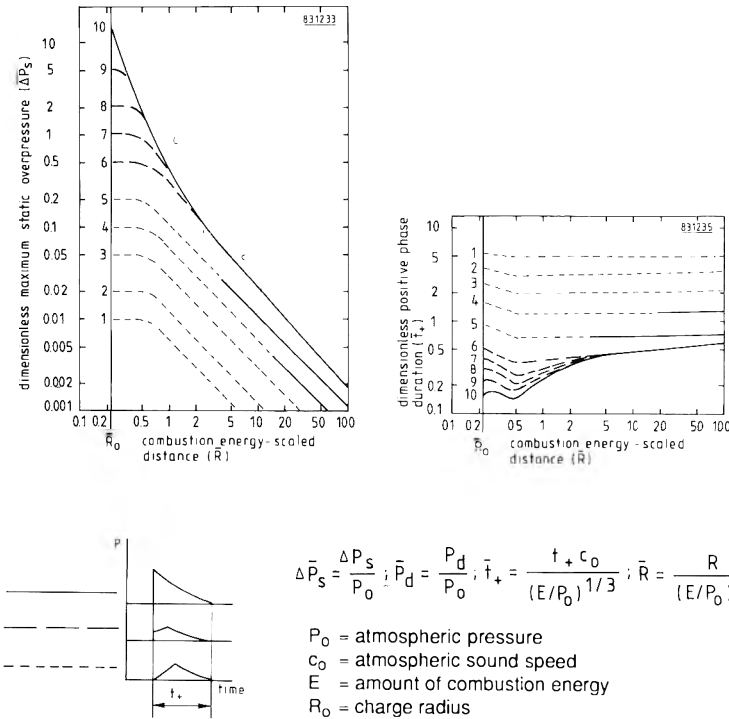 831233
10
5
2
1
0.5
0.2
0.1
0.05
0.02
0.01
0.005
0.002
0.001
10
9
8
7
6
5
4
3
2
1
c
c
dimensionless maximum static overpressure (ΔP̄s)
0.1 0.2 0.5 1 2 5 10 20 50 100
R̄o combustion energy-scaled
distance (R̄)
831235
10
5
2
1
0.5
0.2
0.1
1
2
3
4
5
6
7
8
9
10
dimensionless positive phase
duration (t̄+)
0.1 0.2 0.5 1 2 5 10 20 50 100
R̄o combustion energy-scaled
distance (R̄)
P
time
t+
ΔP̄s = ΔPs/Po ; P̄d = Pd/Po ; t̄+ = t+ co/(E/Po)1/3 ; R̄ = R/(E/Po)
Po = atmospheric pressure
co = atmospheric sound speed
E = amount of combustion energy
Ro = charge radius